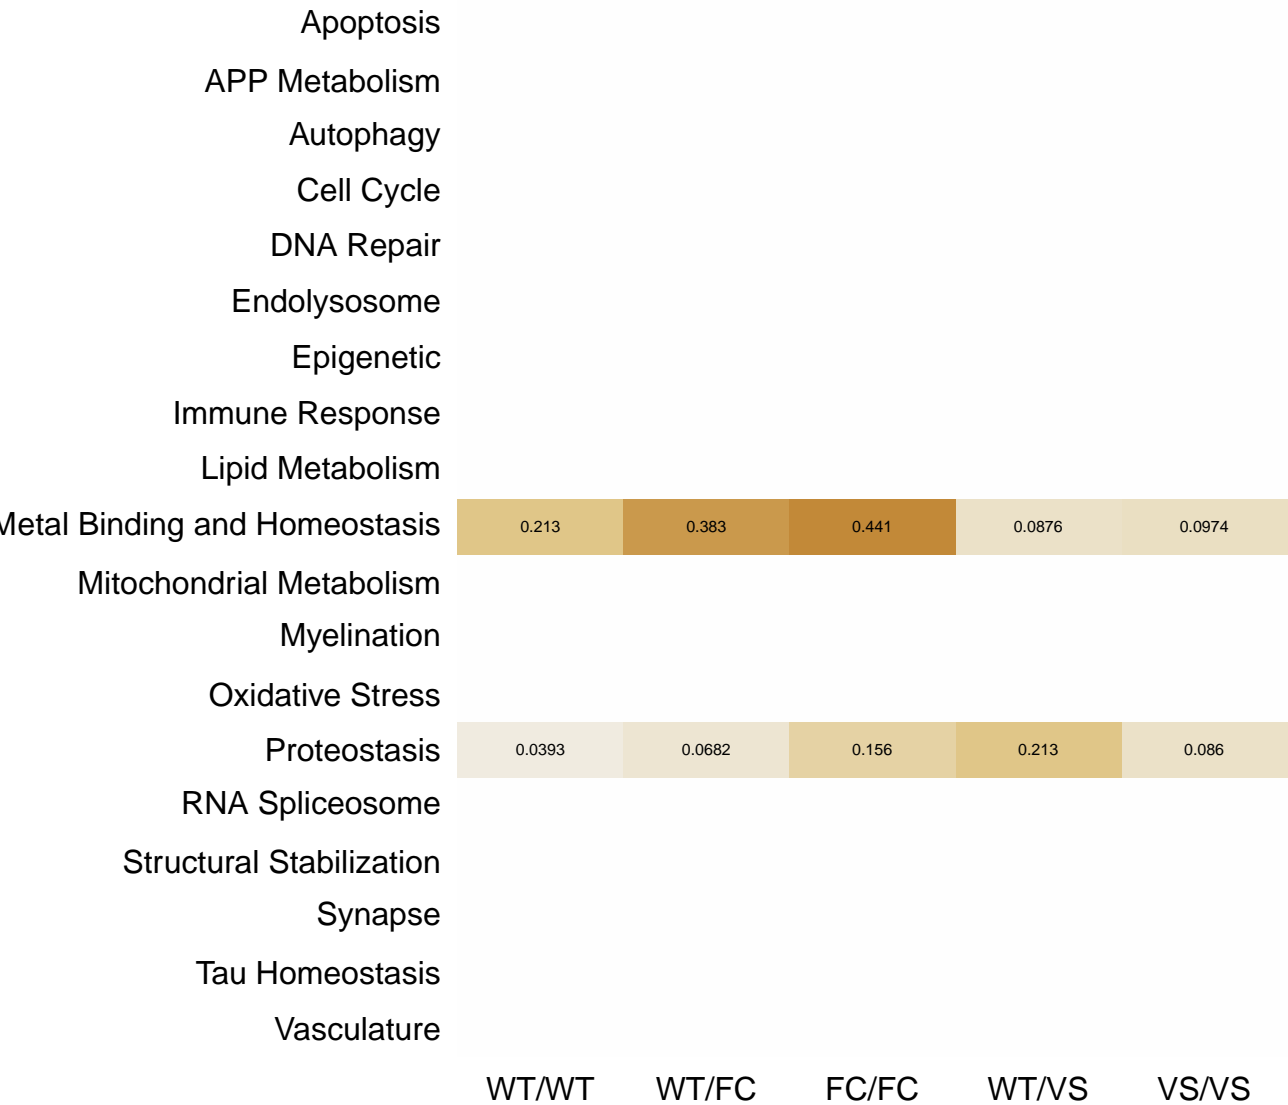 Apoptosis
APP Metabolism
Autophagy
Cell Cycle
DNA Repair
Endolysosome
Epigenetic
Immune Response
Lipid Metabolism
Metal Binding and Homeostasis 0.213 0.383 0.441 0.0876 0.0974
Mitochondrial Metabolism
Myelination
Oxidative Stress
Proteostasis 0.0393 0.0682 0.156 0.213 0.086
RNA Spliceosome
Structural Stabilization
Synapse
Tau Homeostasis
Vasculature
WT/WT WT/FC FC/FC WT/VS VS/VS